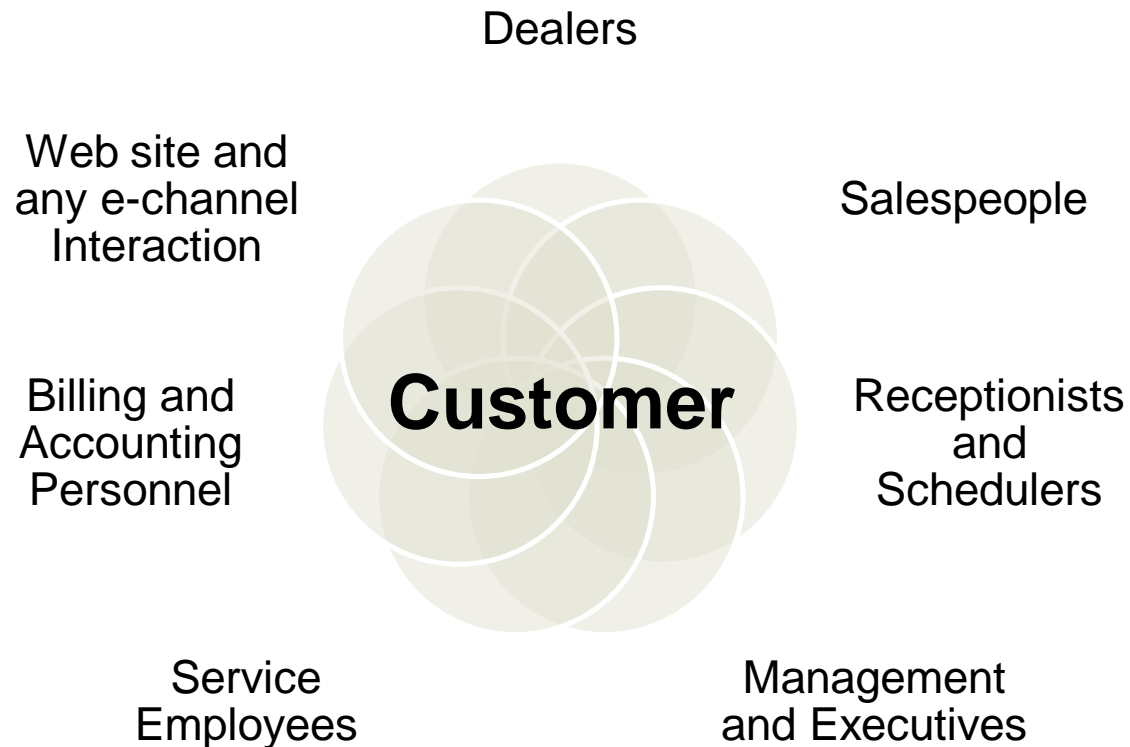 Dealers
Web site and
any e-channel
Interaction
Salespeople
Customer
Billing and
Accounting
Personnel
Receptionists
and
Schedulers
Service
Employees
Management
and Executives